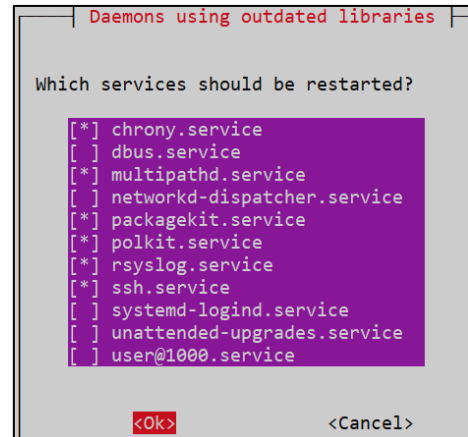 Daemons using outdated libraries
Which services should be restarted?
[*] chrony.service
[ ] dbus.service
[*] multipathd.service
[ ] networkd-dispatcher.service
[*] packagekit.service
[*] polkit.service
[*] rsyslog.service
[*] ssh.service
[ ] systemd-logind.service
[ ] unattended-upgrades.service
[ ] user@1000.service
<Ok> <Cancel>